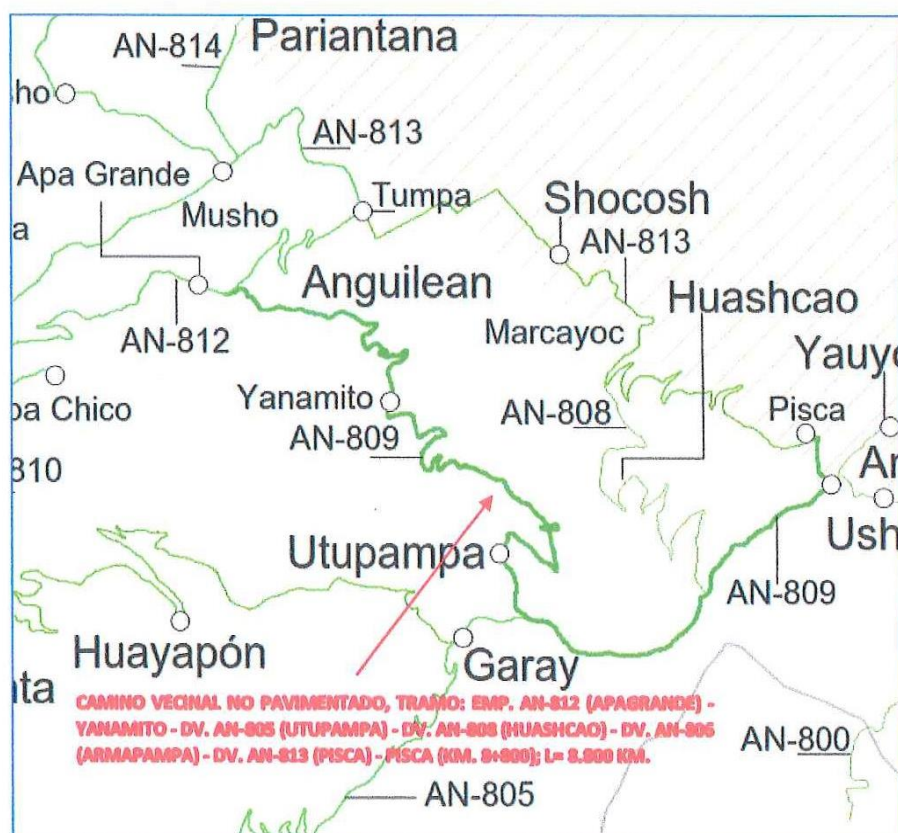 AN-814
Pariantana
ho
AN-813
Apa Grande
Musho
Tumpa
Shocosh
a
AN-813
Anguilean
Huashcao
AN-812
Marcayoc
Yauyo
pa Chico
Yanamito
AN-808
Pisca
AN-809
810
Ar
Utupampa
Ush
AN-809
Huayapón
Garay
nta
CAMINO VECINAL NO PAVIMENTADO, TRAMO: EMP. AN-812 (APAGRANDE) -
YANAMITO - DV. AN-805 (UTUPAMPA) - DV. AN-808 (HUASHCAO) - DV. AN-806
(ARMAPAMPA) - DV. AN-813 (PISCA) - PISCA (KM. 8+800); L= 8.800 KM.
AN-800
AN-805